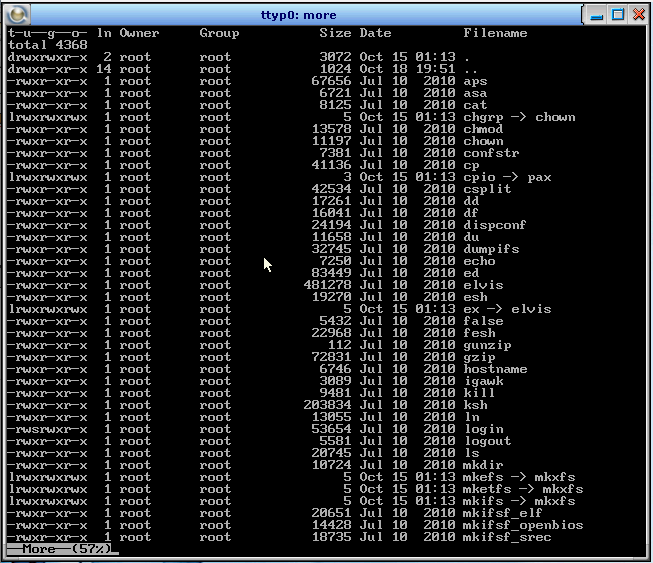 ttyp0: more
t-u--g--o- ln Owner Group Size Date Filename
total 4368
drwxrwxr-x 2 root root 3072 Oct 15 01:13 .
drwxrwxr-x 14 root root 1024 Oct 18 19:51 ..
-rwxr-xr-x 1 root root 67656 Jul 10 2010 aps
-rwxr-xr-x 1 root root 6721 Jul 10 2010 asa
-rwxr-xr-x 1 root root 8125 Jul 10 2010 cat
lrwxrwxrwx 1 root root 5 Oct 15 01:13 chgrp -> chown
-rwxr-xr-x 1 root root 13578 Jul 10 2010 chmod
-rwxr-xr-x 1 root root 11197 Jul 10 2010 chown
-rwxr-xr-x 1 root root 7381 Jul 10 2010 confstr
-rwxr-xr-x 1 root root 41136 Jul 10 2010 cp
lrwxrwxrwx 1 root root 3 Oct 15 01:13 cpio -> pax
-rwxr-xr-x 1 root root 42534 Jul 10 2010 csplit
-rwxr-xr-x 1 root root 17261 Jul 10 2010 dd
-rwxr-xr-x 1 root root 16041 Jul 10 2010 df
-rwxr-xr-x 1 root root 24194 Jul 10 2010 dispconf
-rwxr-xr-x 1 root root 11658 Jul 10 2010 du
-rwxr-xr-x 1 root root 32745 Jul 10 2010 dumpifs
-rwxr-xr-x 1 root root 7250 Jul 10 2010 echo
-rwxr-xr-x 1 root root 83449 Jul 10 2010 ed
-rwxr-xr-x 1 root root 481278 Jul 10 2010 elvis
-rwxr-xr-x 1 root root 19270 Jul 10 2010 esh
lrwxrwxrwx 1 root root 5 Oct 15 01:13 ex -> elvis
-rwxr-xr-x 1 root root 5432 Jul 10 2010 false
-rwxr-xr-x 1 root root 22968 Jul 10 2010 fesh
-rwxr-xr-x 1 root root 112 Jul 10 2010 gunzip
-rwxr-xr-x 1 root root 72831 Jul 10 2010 gzip
-rwxr-xr-x 1 root root 6746 Jul 10 2010 hostname
-rwxr-xr-x 1 root root 3089 Jul 10 2010 igawk
-rwxr-xr-x 1 root root 9481 Jul 10 2010 kill
-rwxr-xr-x 1 root root 203834 Jul 10 2010 ksh
-rwxr-xr-x 1 root root 13055 Jul 10 2010 ln
-rwsrwxr-x 1 root root 53654 Jul 10 2010 login
-rwxr-xr-x 1 root root 5581 Jul 10 2010 logout
-rwxr-xr-x 1 root root 20745 Jul 10 2010 ls
-rwxr-xr-x 1 root root 10724 Jul 10 2010 mkdir
lrwxrwxrwx 1 root root 5 Oct 15 01:13 mkefs -> mkxfs
lrwxrwxrwx 1 root root 5 Oct 15 01:13 mketfs -> mkxfs
lrwxrwxrwx 1 root root 5 Oct 15 01:13 mkifs -> mkxfs
-rwxr-xr-x 1 root root 20651 Jul 10 2010 mkifsf_elf
-rwxr-xr-x 1 root root 14428 Jul 10 2010 mkifsf_openbios
-rwxr-xr-x 1 root root 18735 Jul 10 2010 mkifsf_srec
--More--(57%)